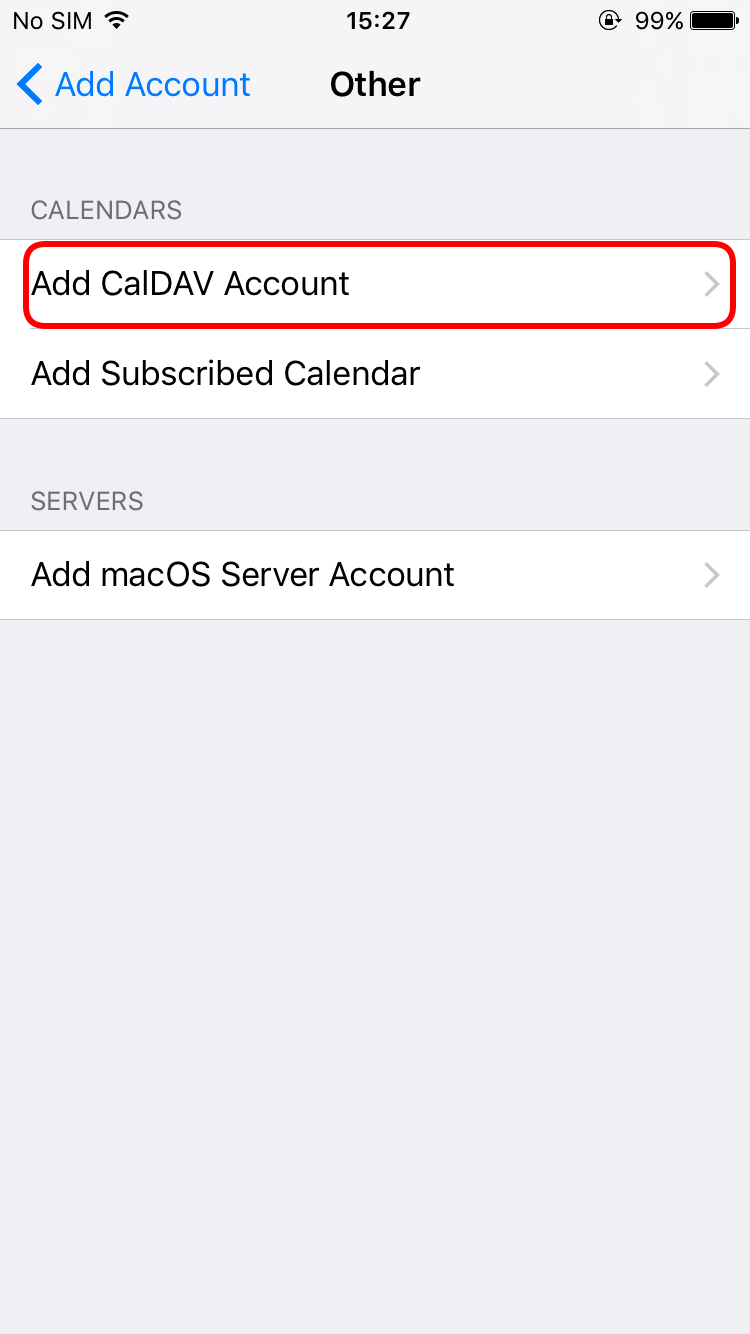 No SIM 15:27 99%
Add Account Other
CALENDARS
Add CalDAV Account
Add Subscribed Calendar
SERVERS
Add macOS Server Account